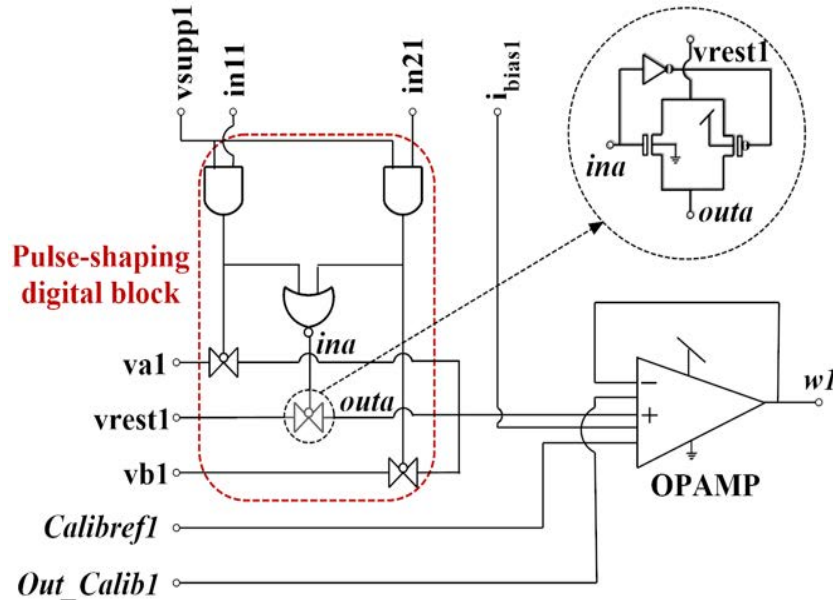 vsupp1
in11
in21
i_bias1
vrest1
ina
outa
Pulse-shaping
digital block
ina
va1
outa
vrest1
vb1
w1
−
+
OPAMP
Calibref1
Out_Calib1